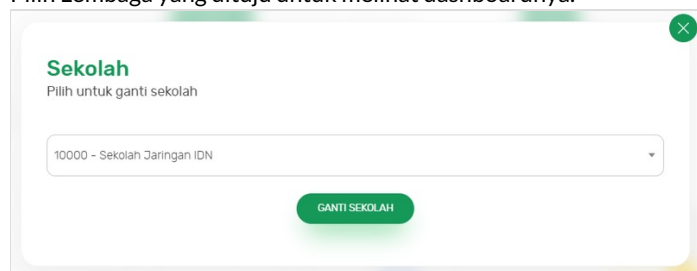 Pilih Lembaga yang dituju untuk melihat dashboardnya.
Sekolah
Pilih untuk ganti sekolah
10000 - Sekolah Jaringan IDN
GANTI SEKOLAH